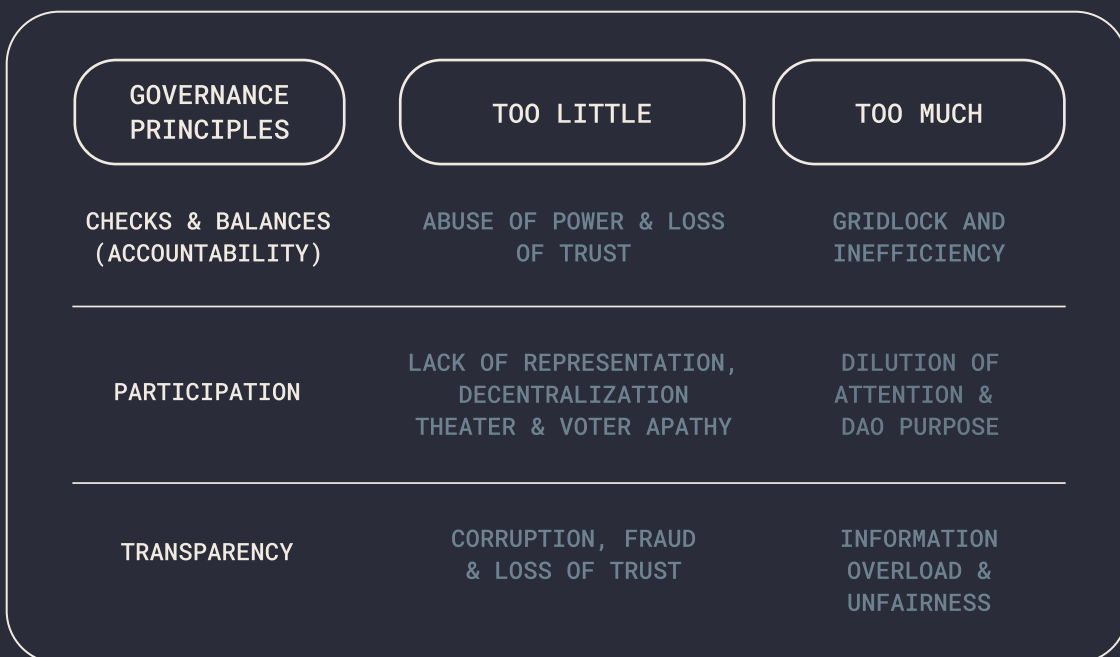 GOVERNANCE
PRINCIPLES
TOO LITTLE
TOO MUCH
CHECKS & BALANCES
(ACCOUNTABILITY)
ABUSE OF POWER & LOSS
OF TRUST
GRIDLOCK AND
INEFFICIENCY
PARTICIPATION
LACK OF REPRESENTATION,
DECENTRALIZATION
THEATER & VOTER APATHY
DILUTION OF
ATTENTION &
DAO PURPOSE
TRANSPARENCY
CORRUPTION, FRAUD
& LOSS OF TRUST
INFORMATION
OVERLOAD &
UNFAIRNESS